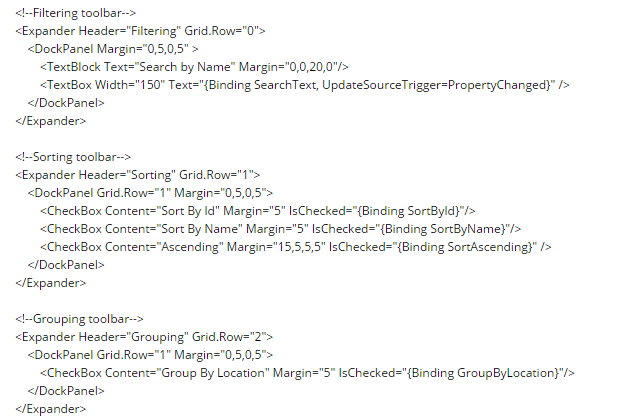 <!--Filtering toolbar-->
<Expander Header="Filtering" Grid.Row="0">
<DockPanel Margin="0,5,0,5" >
<TextBlock Text="Search by Name" Margin="0,0,20,0"/>
<TextBox Width="150" Text="{Binding SearchText, UpdateSourceTrigger=PropertyChanged}" />
</DockPanel>
</Expander>
<!--Sorting toolbar-->
<Expander Header="Sorting" Grid.Row="1">
<DockPanel Grid.Row="1" Margin="0,5,0,5">
<CheckBox Content="Sort By Id" Margin="5" IsChecked="{Binding SortById}"/>
<CheckBox Content="Sort By Name" Margin="5" IsChecked="{Binding SortByName}"/>
<CheckBox Content="Ascending" Margin="15,5,5,5" IsChecked="{Binding SortAscending}" />
</DockPanel>
</Expander>
<!--Grouping toolbar-->
<Expander Header="Grouping" Grid.Row="2">
<DockPanel Grid.Row="1" Margin="0,5,0,5">
<CheckBox Content="Group By Location" Margin="5" IsChecked="{Binding GroupByLocation}"/>
</DockPanel>
</Expander>